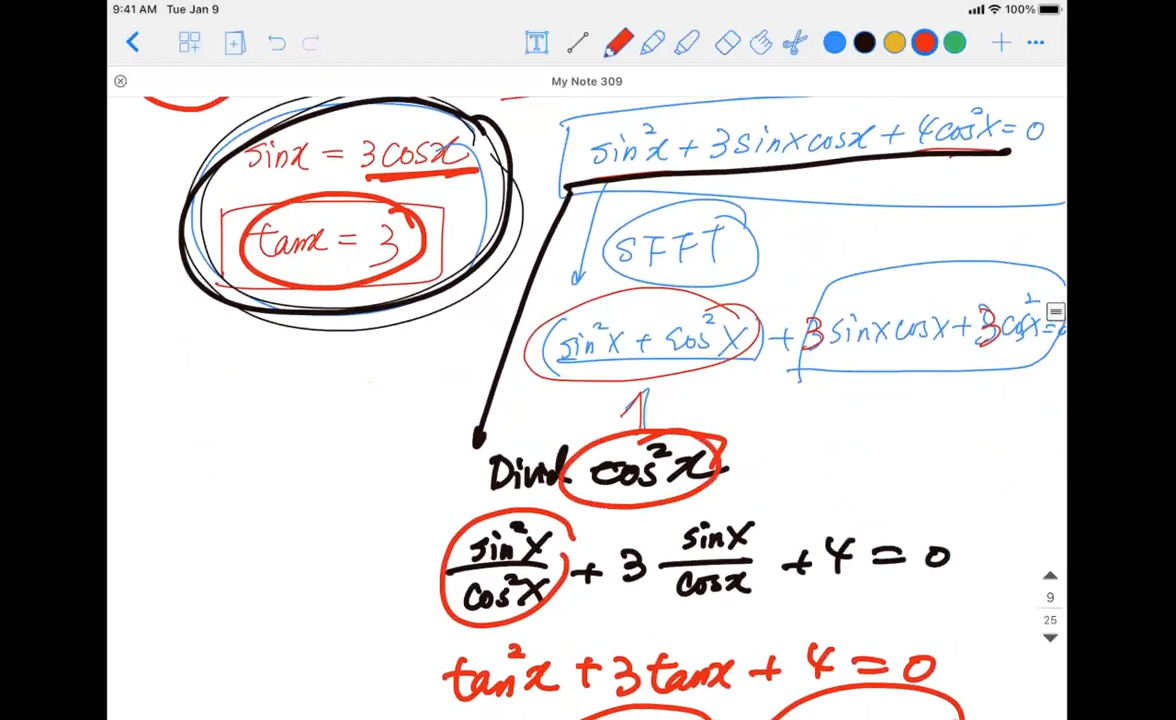 9:41 AM Tue Jan 9
100%
My Note 309
sinx = 3cosx
tanx = 3
sin²x + 3sinxcosx + 4cos²x = 0
SFFT
(sin²x + cos²x) + 3sinxcosx + 3cos²x = 0
1
Divid cos²x
sin²x/cos²x + 3 sinx/cosx + 4 = 0
tan²x + 3tanx + 4 = 0
9
25